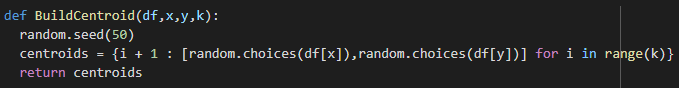 def BuildCentroid(df,x,y,k):
  random.seed(50)
  centroids = {i + 1 : [random.choices(df[x]),random.choices(df[y])] for i in range(k)}
  return centroids